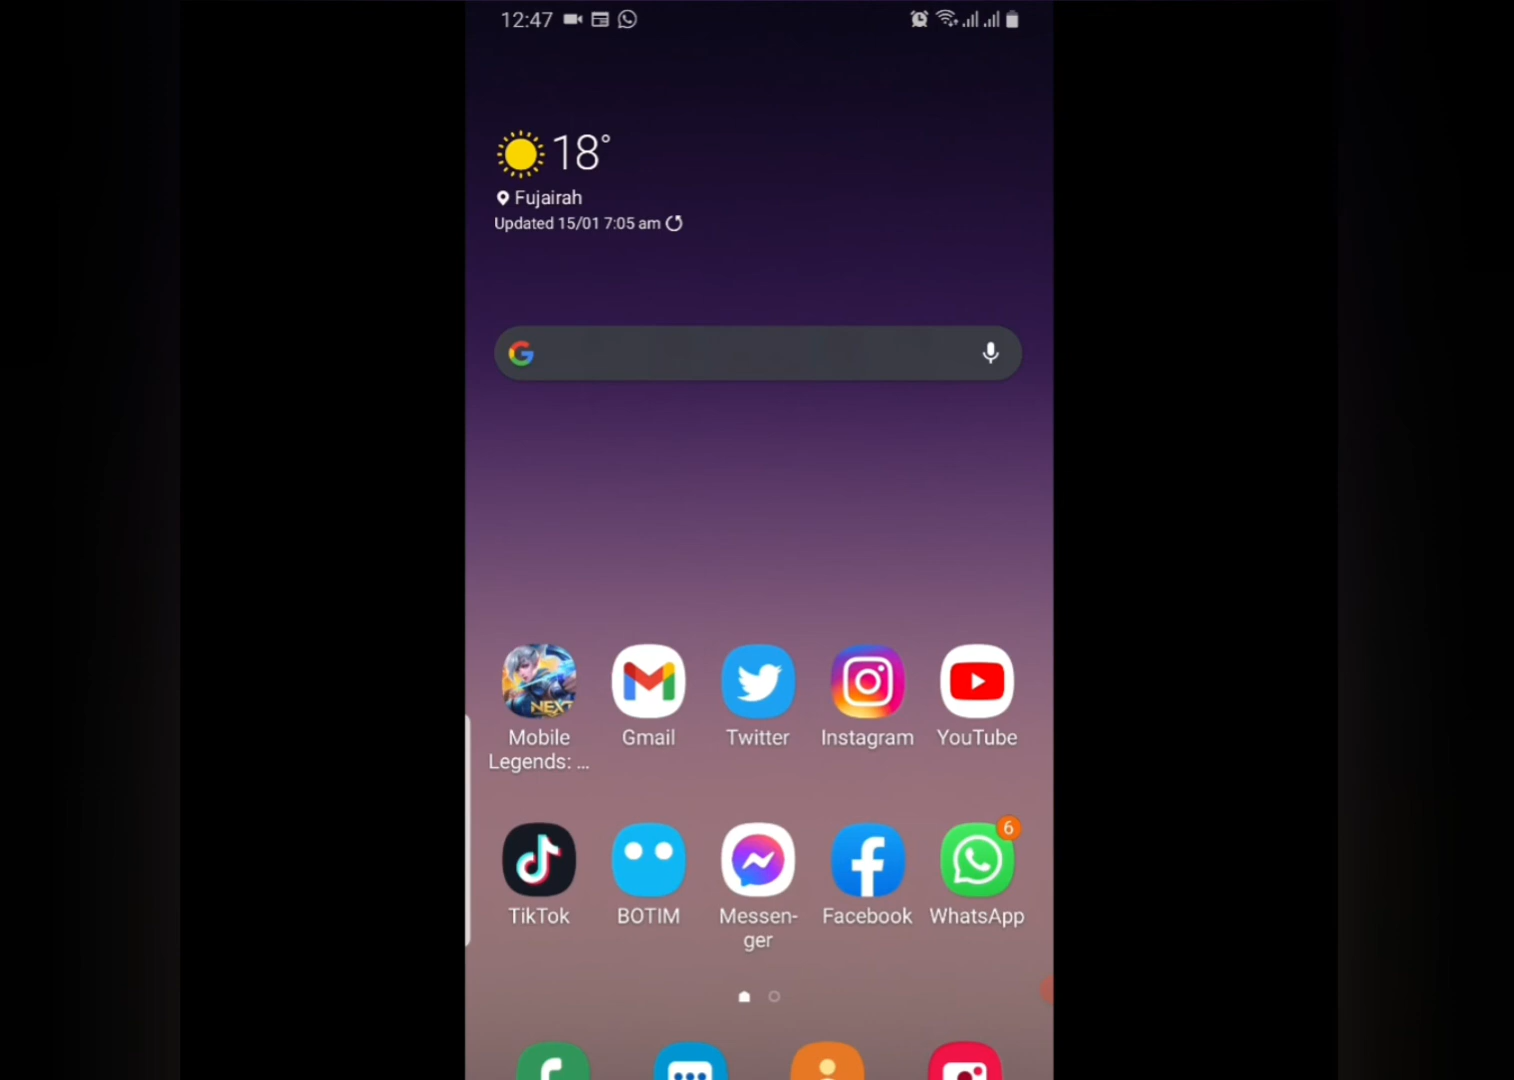 12:47
18°
Fujairah
Updated 15/01 7:05 am
NEXT
Mobile Legends: ...
Gmail
Twitter
Instagram
YouTube
6
TikTok
BOTIM
Messen-
ger
Facebook
WhatsApp